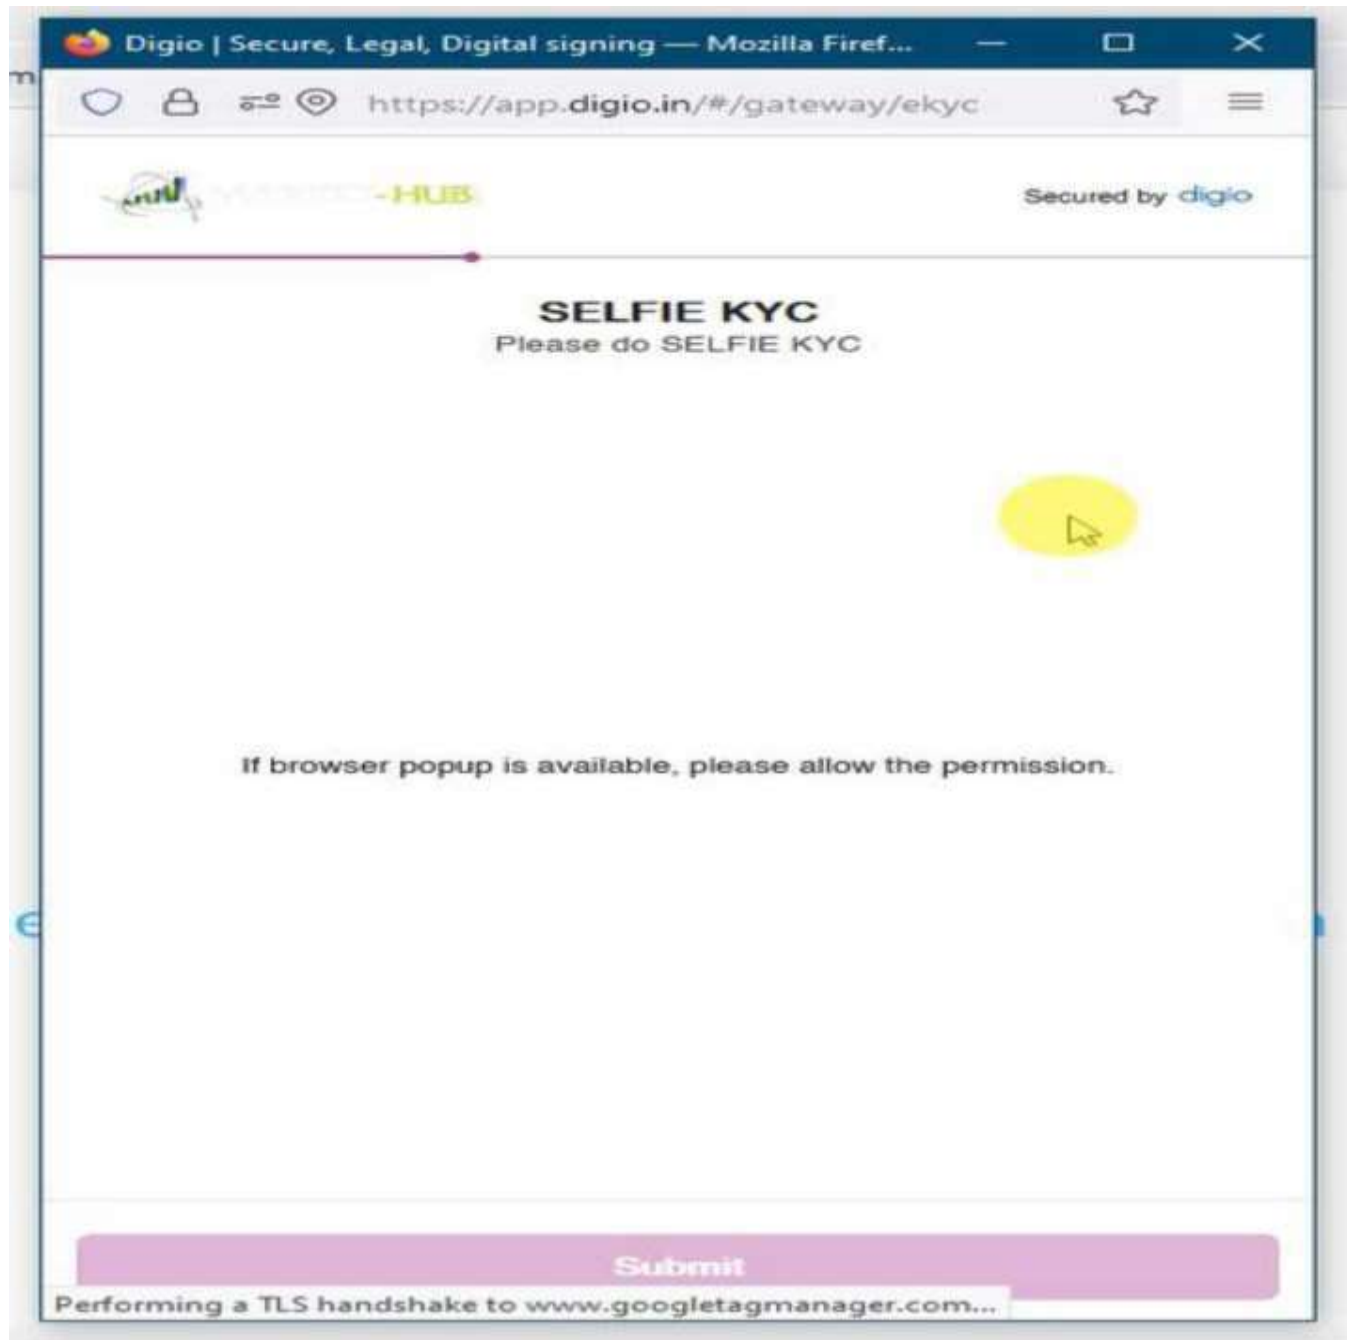 Digio | Secure, Legal, Digital signing — Mozilla Firef...
https://app.digio.in/#/gateway/ekyc
-HUB
Secured by digio
SELFIE KYC
Please do SELFIE KYC
If browser popup is available, please allow the permission.
Submit
Performing a TLS handshake to www.googletagmanager.com...